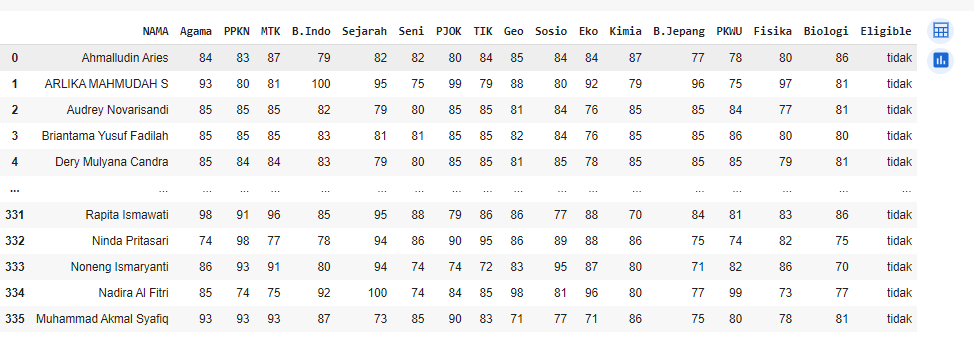 NAMA Agama PPKN MTK B.Indo Sejarah Seni PJOK TIK Geo Sosio Eko Kimia B.Jepang PKWU Fisika Biologi Eligible
0 Ahmalludin Aries 84 83 87 79 82 82 80 84 85 84 84 87 77 78 80 86 tidak
1 ARLIKA MAHMUDAH S 93 80 81 100 95 75 99 79 88 80 92 79 96 75 97 81 tidak
2 Audrey Novarisandi 85 85 85 82 79 80 85 85 81 84 76 85 85 84 77 81 tidak
3 Briantama Yusuf Fadilah 85 85 85 83 81 81 85 85 82 84 76 85 85 86 80 80 tidak
4 Dery Mulyana Candra 85 84 84 83 79 80 85 85 81 85 78 85 85 85 79 81 tidak
... ... ... ... ... ... ... ... ... ... ... ... ... ... ... ... ... ... ...
331 Rapita Ismawati 98 91 96 85 95 88 79 86 86 77 88 70 84 81 83 86 tidak
332 Ninda Pritasari 74 98 77 78 94 86 90 95 86 89 88 86 75 74 82 75 tidak
333 Noneng Ismaryanti 86 93 91 80 94 74 74 72 83 95 87 80 71 82 86 70 tidak
334 Nadira Al Fitri 85 74 75 92 100 74 84 85 98 81 96 80 77 99 73 77 tidak
335 Muhammad Akmal Syafiq 93 93 93 87 73 85 90 83 71 77 71 86 75 80 78 81 tidak